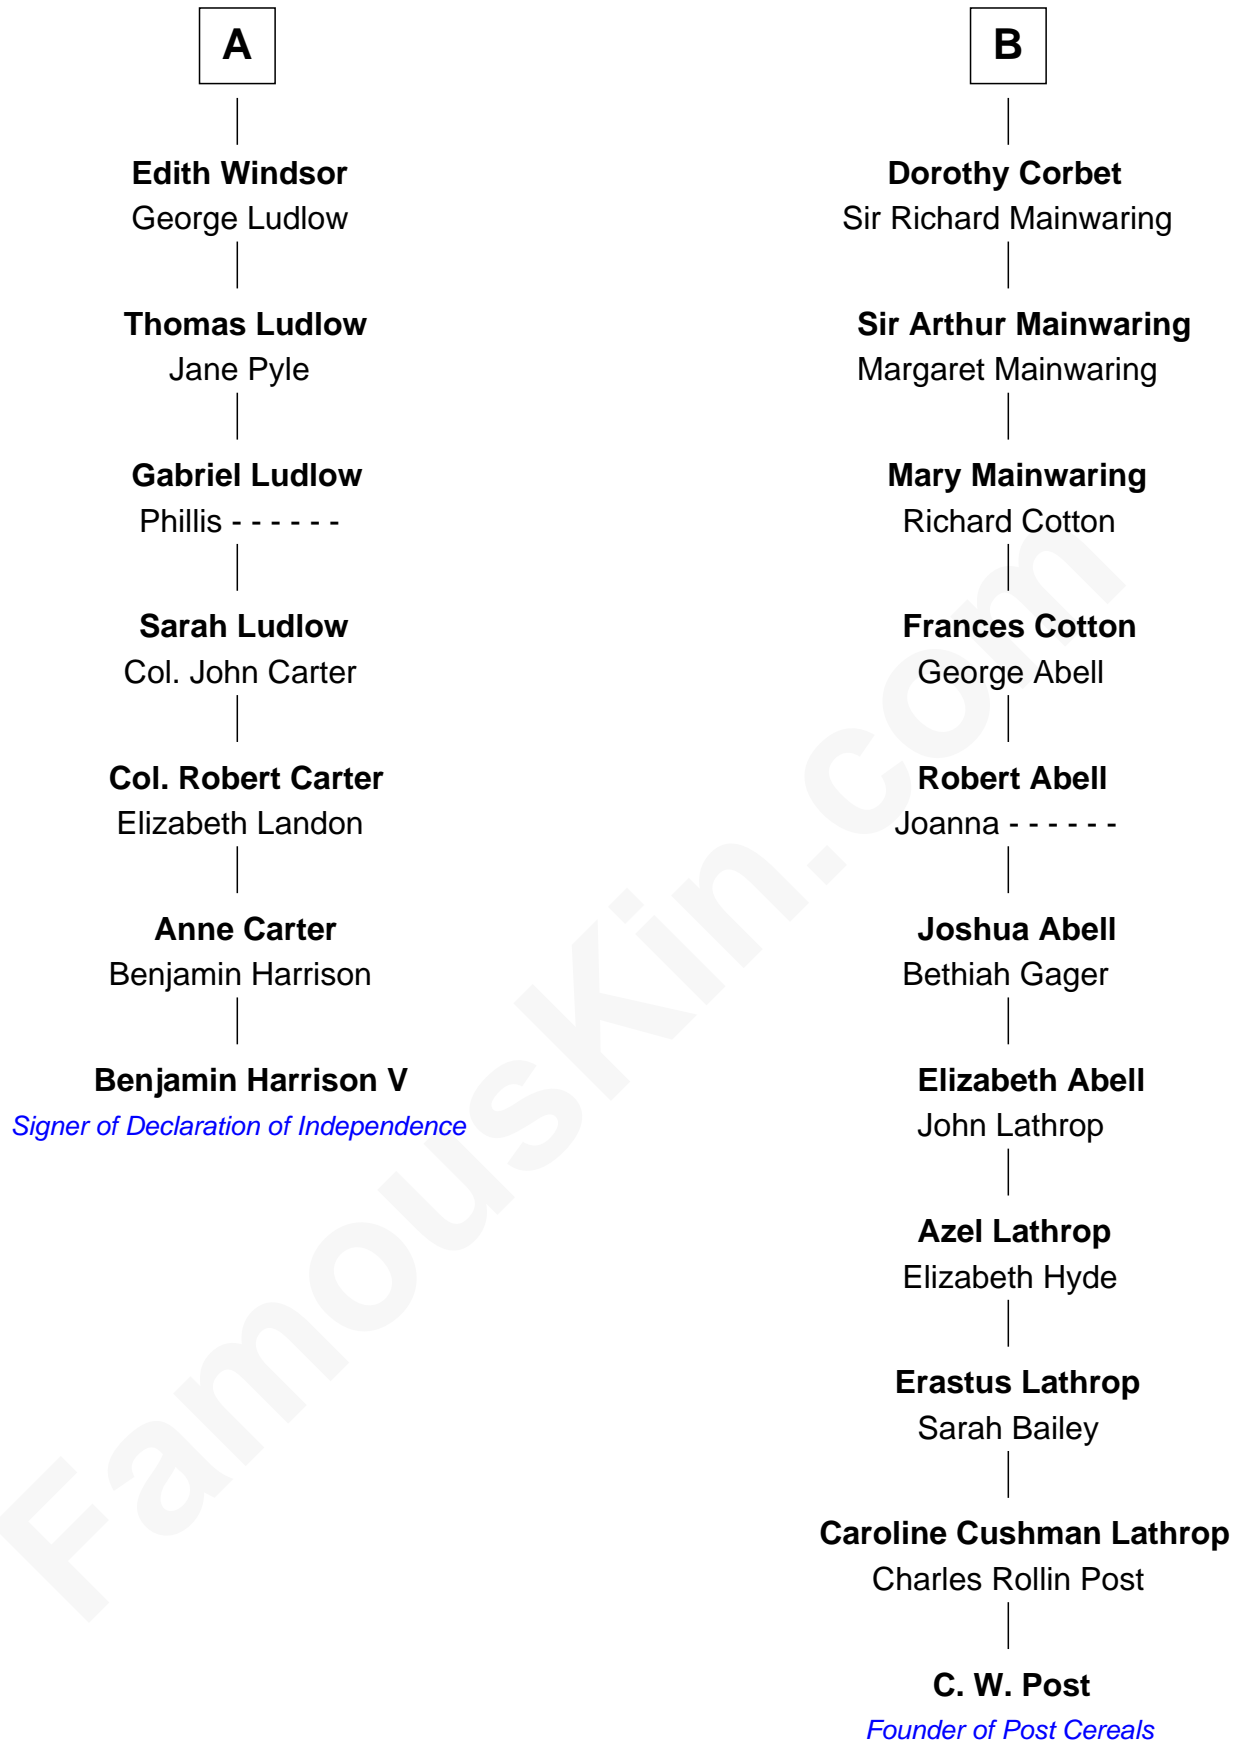 A
Edith Windsor
George Ludlow
Thomas Ludlow
Jane Pyle
Gabriel Ludlow
Phillis - - - - - -
Sarah Ludlow
Col. John Carter
Col. Robert Carter
Elizabeth Landon
Anne Carter
Benjamin Harrison
Benjamin Harrison V
Signer of Declaration of Independence
B
Dorothy Corbet
Sir Richard Mainwaring
Sir Arthur Mainwaring
Margaret Mainwaring
Mary Mainwaring
Richard Cotton
Frances Cotton
George Abell
Robert Abell
Joanna - - - - - -
Joshua Abell
Bethiah Gager
Elizabeth Abell
John Lathrop
Azel Lathrop
Elizabeth Hyde
Erastus Lathrop
Sarah Bailey
Caroline Cushman Lathrop
Charles Rollin Post
C. W. Post
Founder of Post Cereals
FamousKin.com